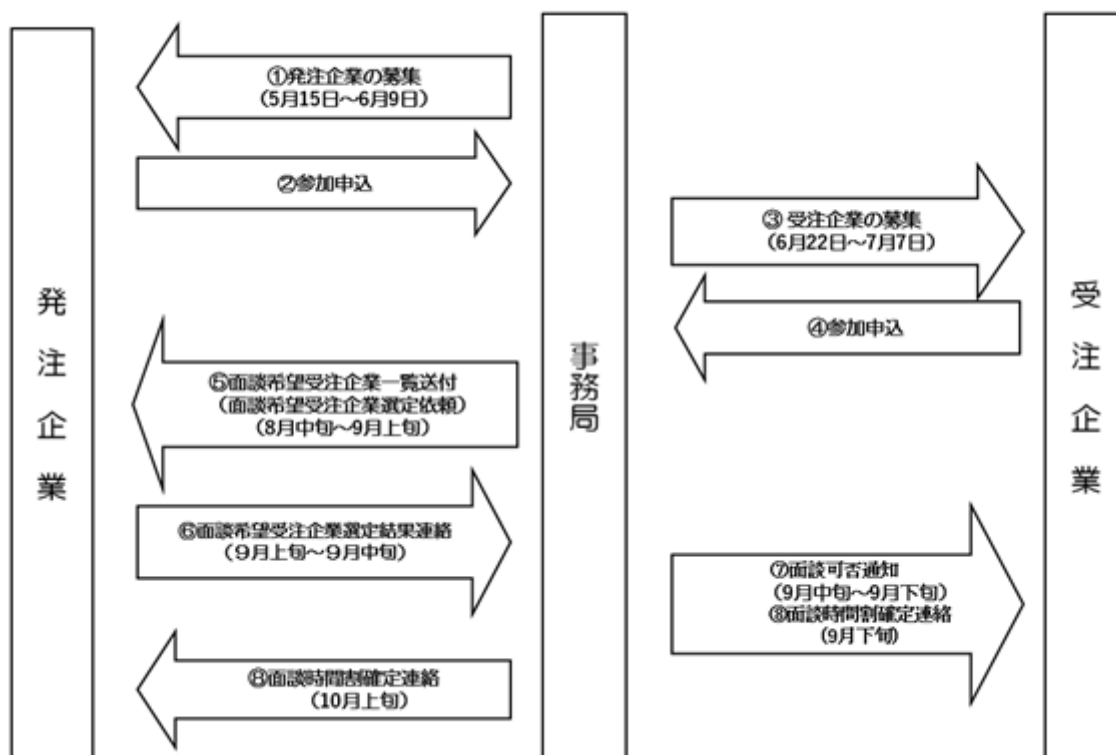 発注企業
事務局
受注企業
①発注企業の募集
（5月15日～6月9日）
②参加申込
③ 受注企業の募集
（6月22日～7月7日）
④参加申込
⑤面談希望受注企業一覧送付
（面談希望受注企業選定依頼）
（8月中旬～9月上旬）
⑥面談希望受注企業選定結果連絡
（９月上旬～９月中旬）
⑦面談可否通知
（9月中旬～9月下旬）
⑧面談時間割確定連絡
（9月下旬）
⑧面談時間割確定連絡
（10月上旬）